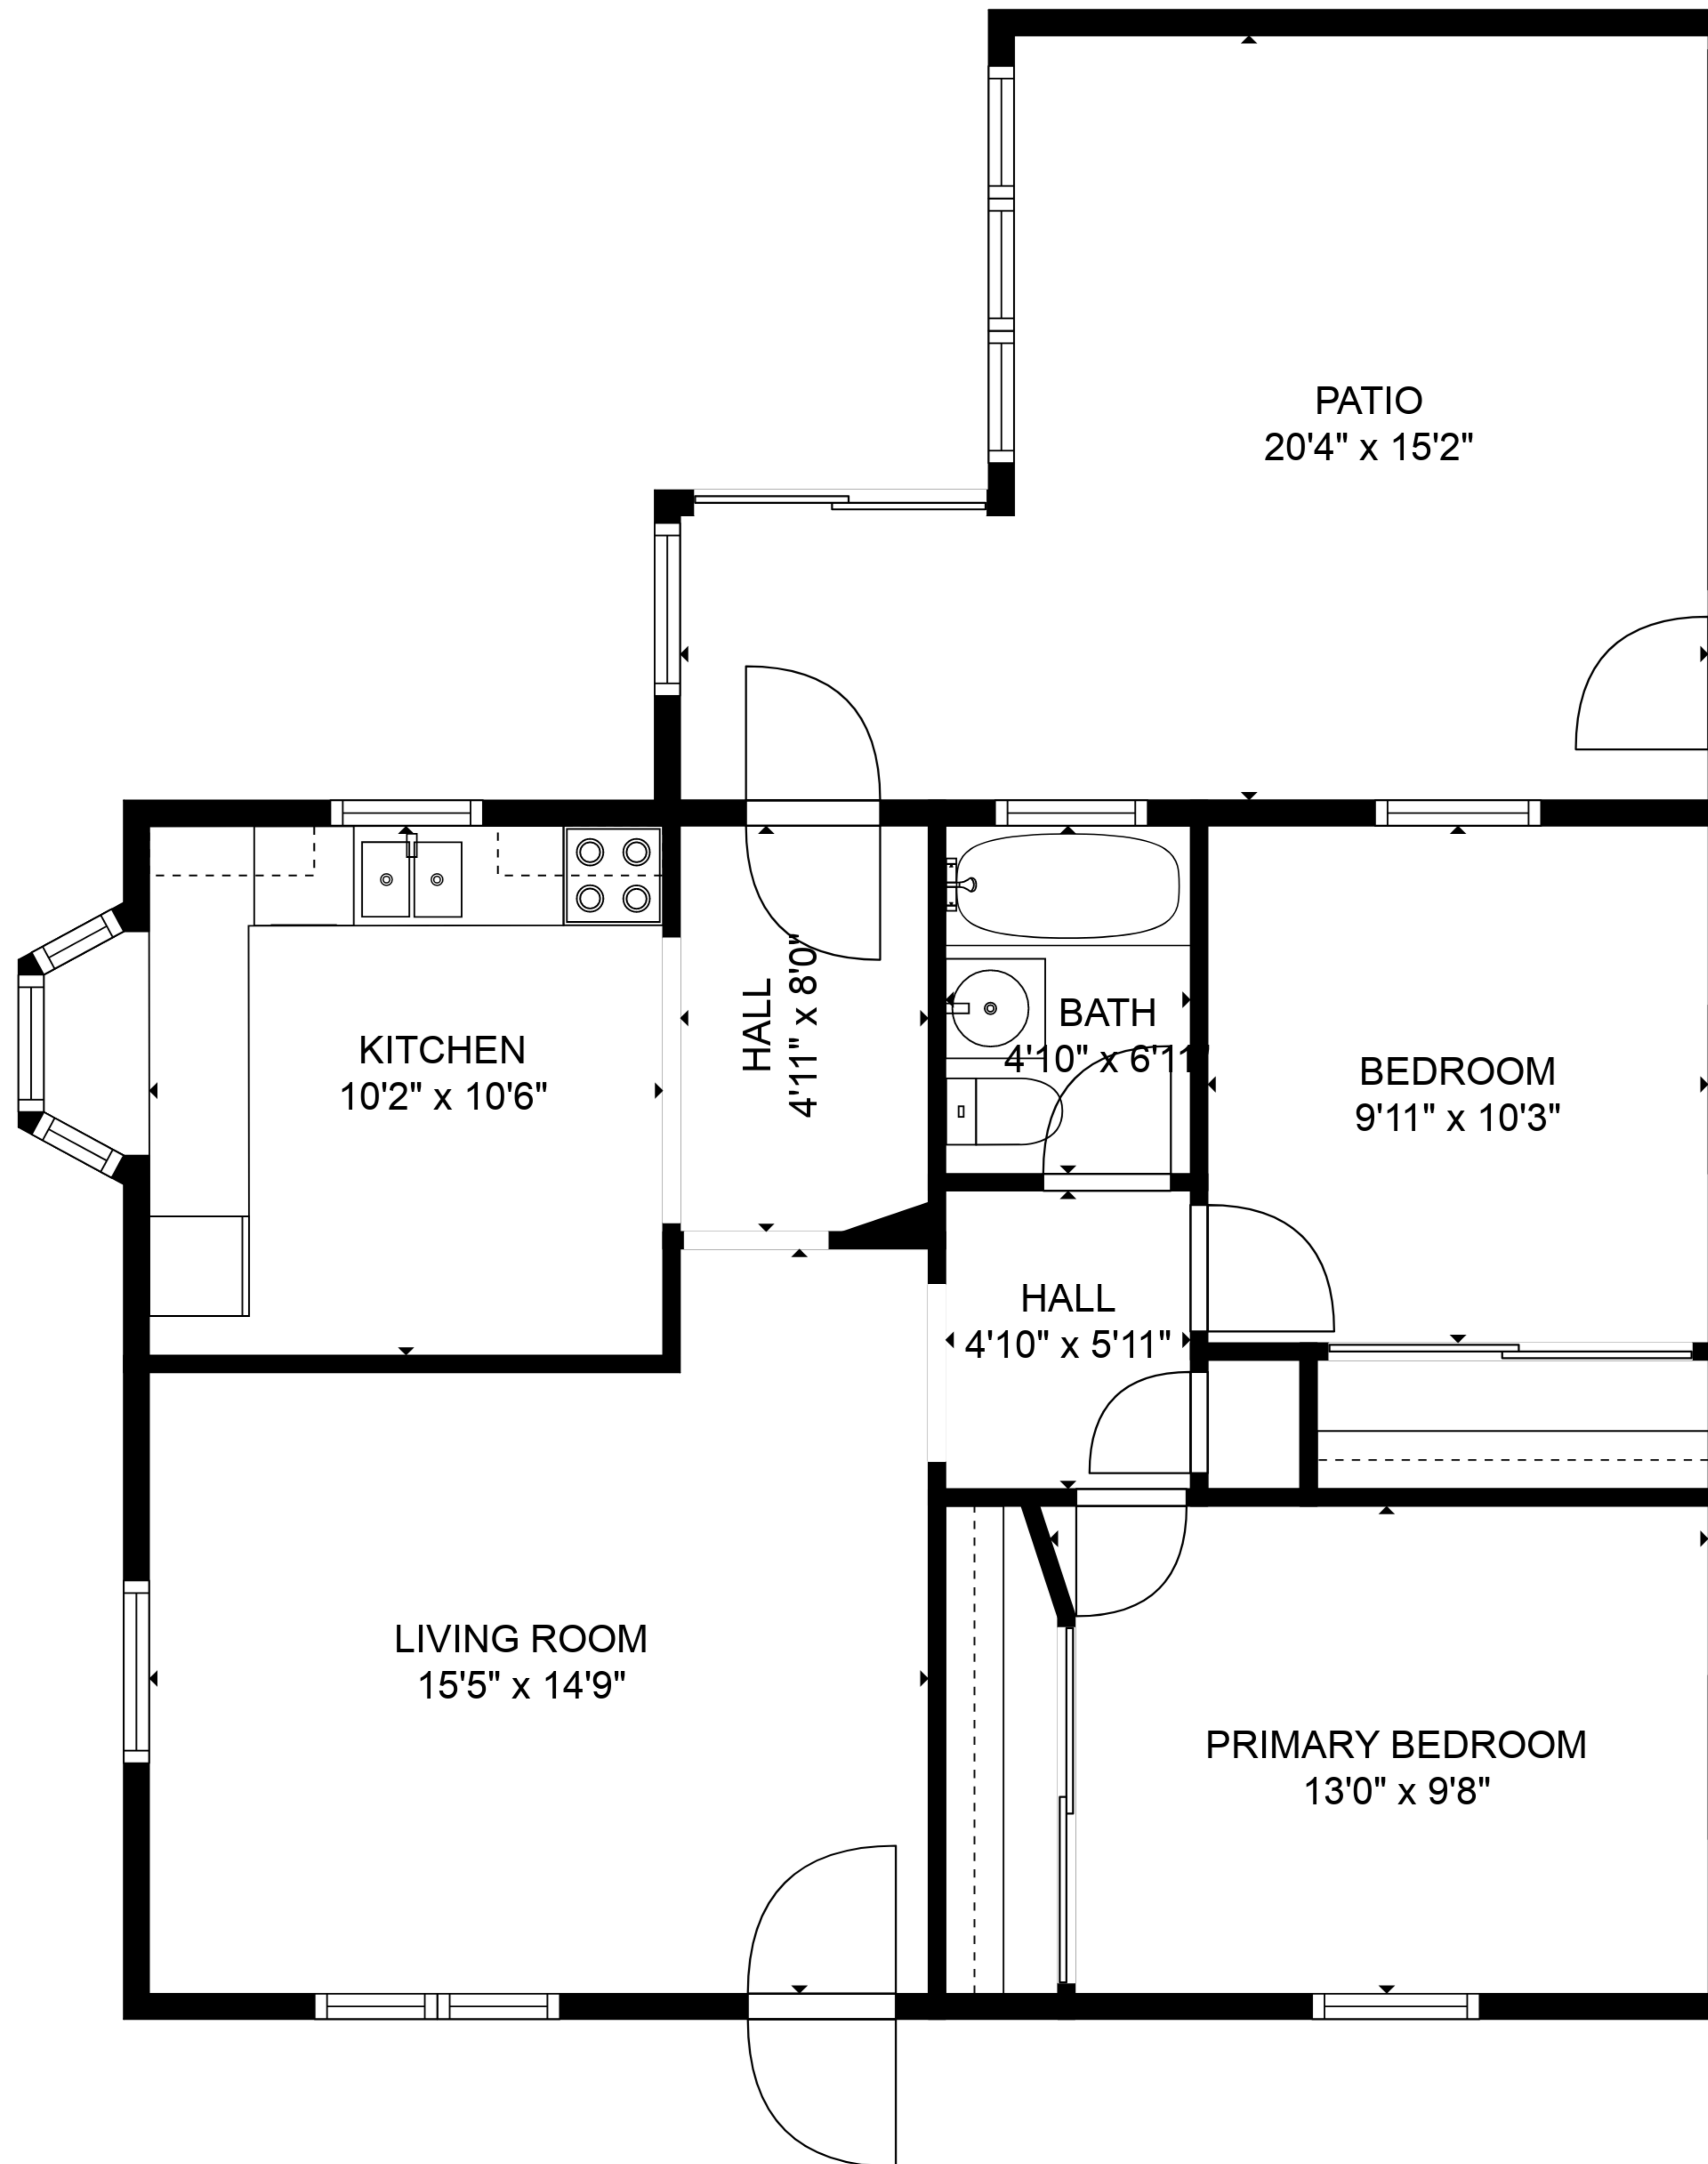 PATIO
20'4" x 15'2"
KITCHEN
10'2" x 10'6"
HALL
4'11" x 8'0"
BATH
4'10" x 6'11"
BEDROOM
9'11" x 10'3"
HALL
4'10" x 5'11"
LIVING ROOM
15'5" x 14'9"
PRIMARY BEDROOM
13'0" x 9'8"